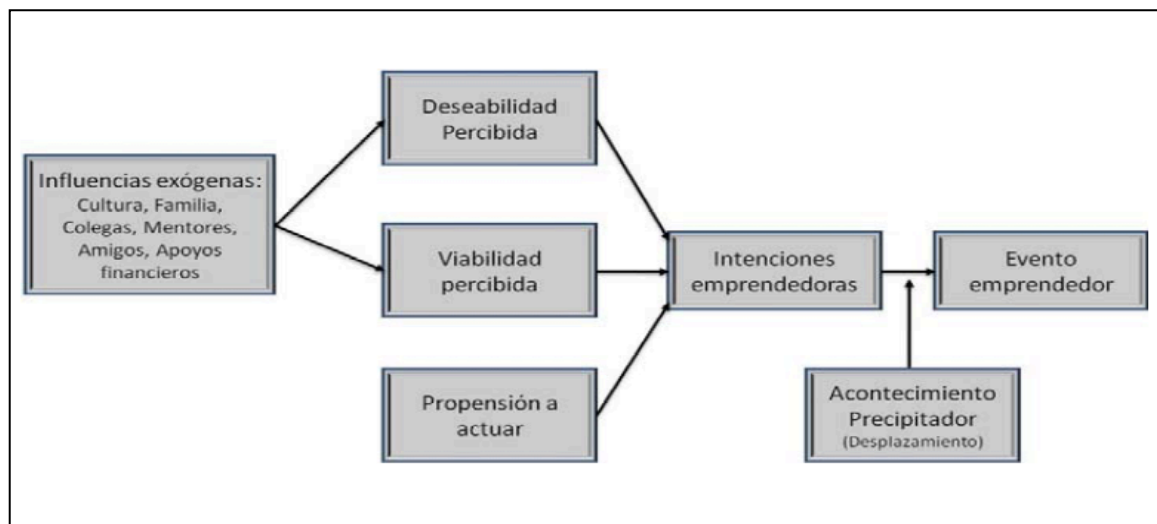 Influencias exógenas:
Cultura, Familia,
Colegas, Mentores,
Amigos, Apoyos
financieros
Deseabilidad
Percibida
Viabilidad
percibida
Propensión a
actuar
Intenciones
emprendedoras
Evento
emprendedor
Acontecimiento
Precipitador
(Desplazamiento)